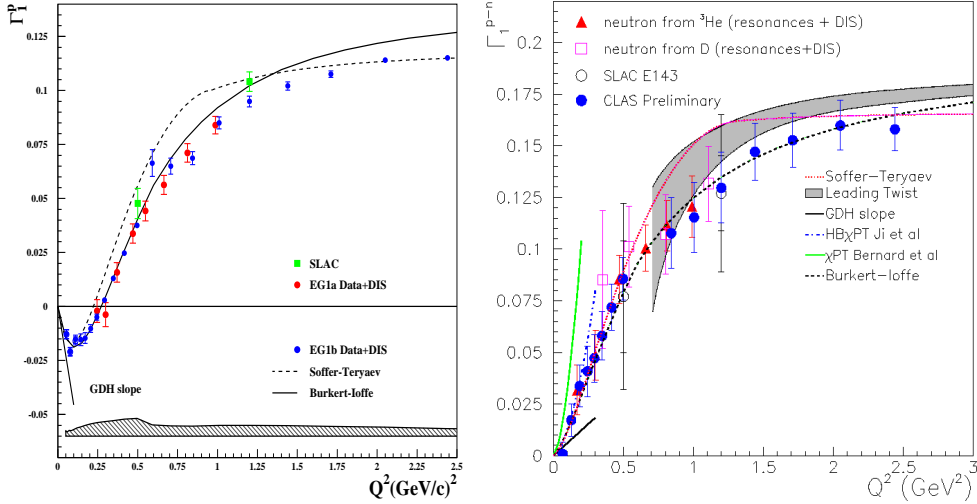 Γ₁ᵖ
0.125
0.1
0.075
0.05
0.025
0
-0.025
-0.05
SLAC
EG1a Data+DIS
EG1b Data+DIS
Soffer-Teryaev
Burkert-Ioffe
GDH slope
0 0.25 0.5 0.75 1 1.25 1.5 1.75 2 2.25 2.5
Q²(GeV/c)²
Γ₁ᵖ⁻ⁿ
0.2
0.175
0.15
0.125
0.1
0.075
0.05
0.025
0
neutron from ³He (resonances + DIS)
neutron from D (resonances+DIS)
SLAC E143
CLAS Preliminary
Soffer-Teryaev
Leading Twist
GDH slope
HBχPT Ji et al
χPT Bernard et al
Burkert-Ioffe
0 0.5 1 1.5 2 2.5 3
Q² (GeV²)